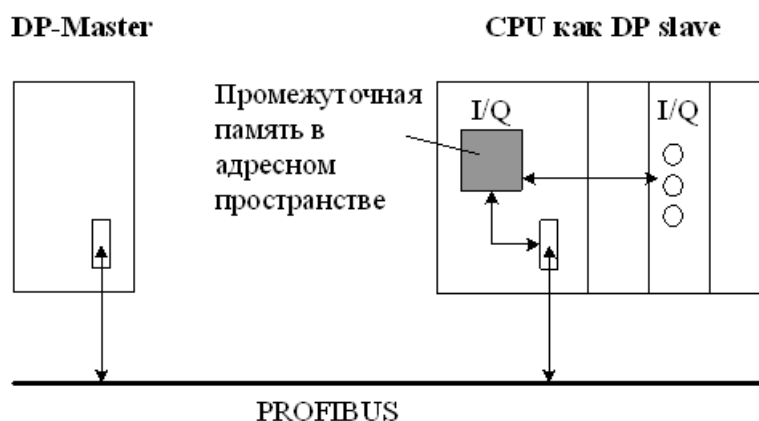 DP-Master
CPU как DP slave
Промежуточная
память в
адресном
пространстве
I/Q
I/Q
PROFIBUS